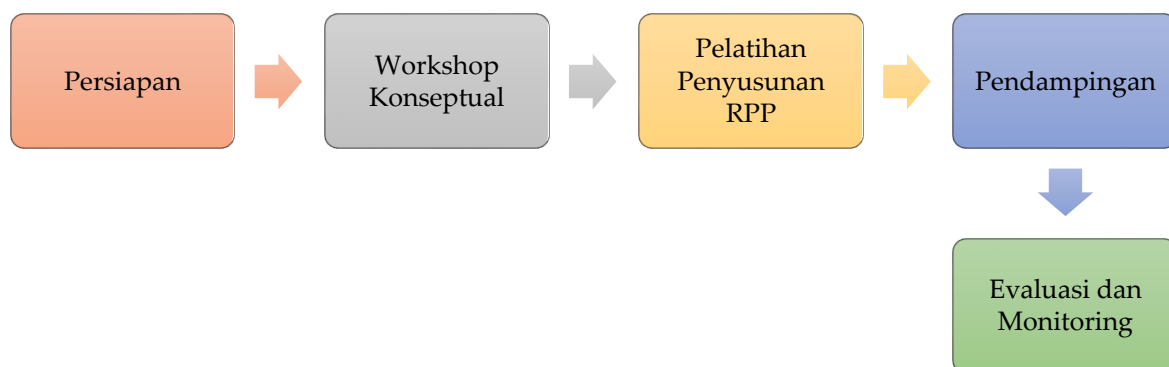 Persiapan
Workshop
Konseptual
Pelatihan
Penyusunan
RPP
Pendampingan
Evaluasi dan
Monitoring